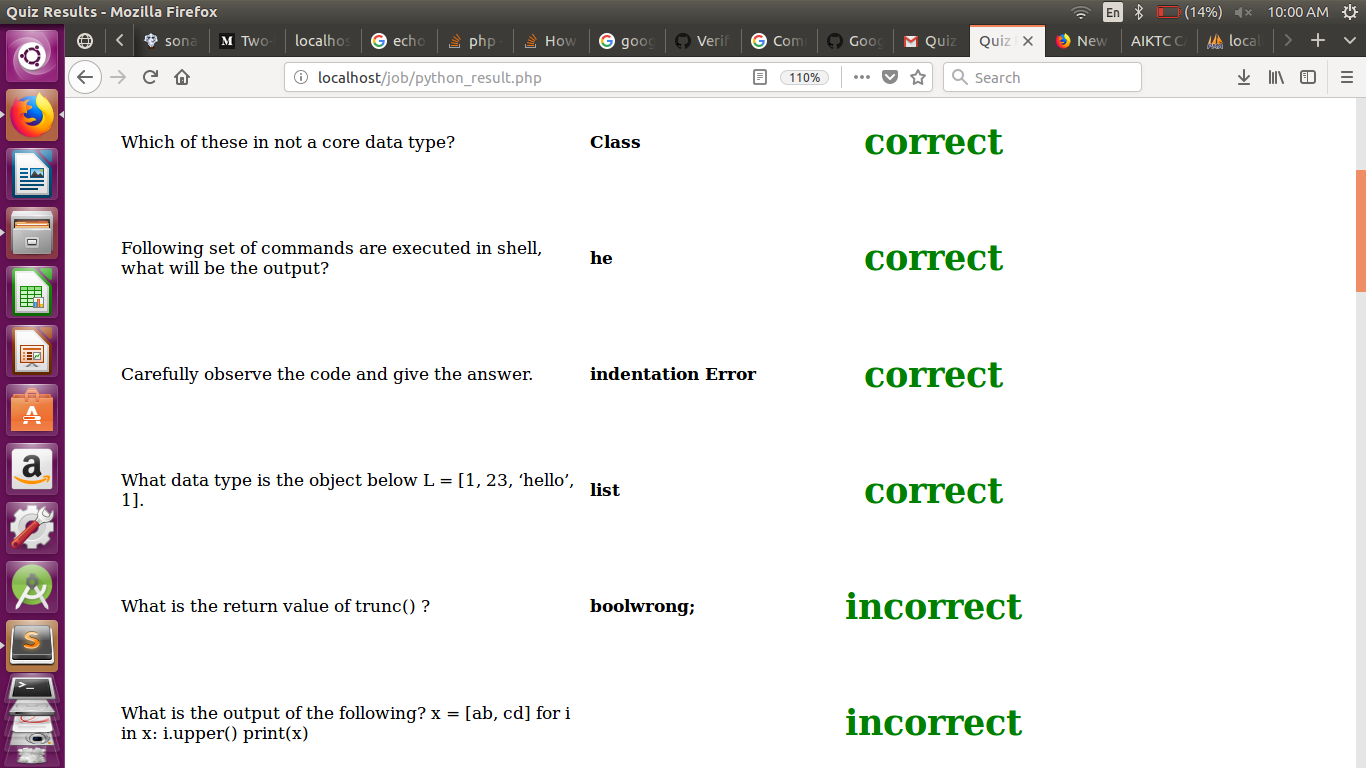 Quiz Results - Mozilla Firefox
En
(14%)
10:00 AM
sona
M Two-
localhos
echo
php -
How
goog
Verif
Com
Goog
Quiz
Quiz
New
AIKTC C
local
localhost/job/python_result.php
110%
Search
Which of these in not a core data type?
Class
correct
Following set of commands are executed in shell,
what will be the output?
he
correct
Carefully observe the code and give the answer.
indentation Error
correct
What data type is the object below L = [1, 23, ‘hello’,
1].
list
correct
What is the return value of trunc() ?
boolwrong;
incorrect
What is the output of the following? x = [ab, cd] for i
in x: i.upper() print(x)
incorrect